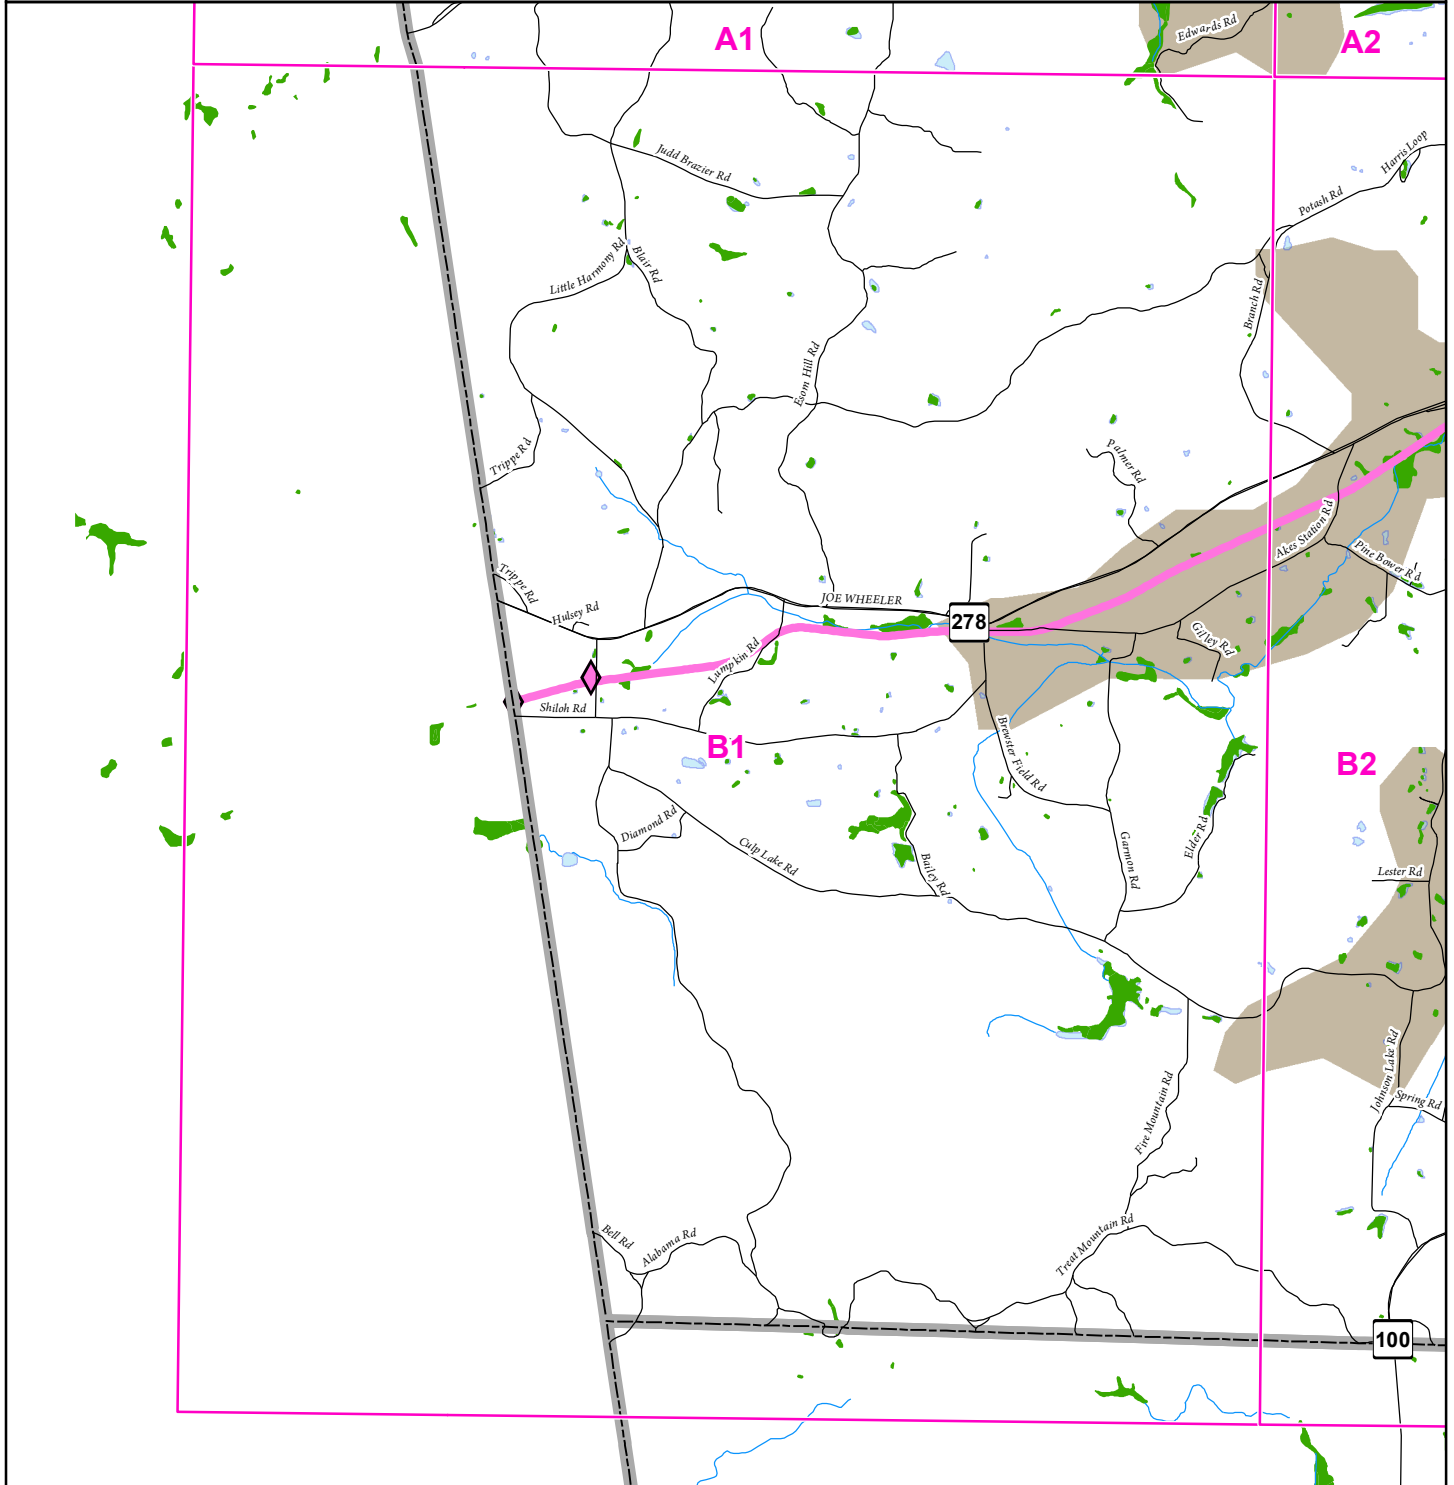 A1
Edwards Rd
A2
Judd Brazier Rd
Harris Loop
Potash Rd
Little Harmony Rd
Blair Rd
Branch Rd
Esom Hill Rd
Trippe Rd
Palmer Rd
Akes Station Rd
Pine Bower Rd
Trippe Rd
Hulsey Rd
JOE WHEELER
278
Gilley Rd
Lumpkin Rd
Shiloh Rd
B1
Brewster Field Rd
B2
Diamond Rd
Culp Lake Rd
Bailey Rd
Garmon Rd
Elder Rd
Lester Rd
Johnson Lake Rd
Spring Rd
Fire Mountain Rd
Bell Rd
Alabama Rd
Treat Mountain Rd
100